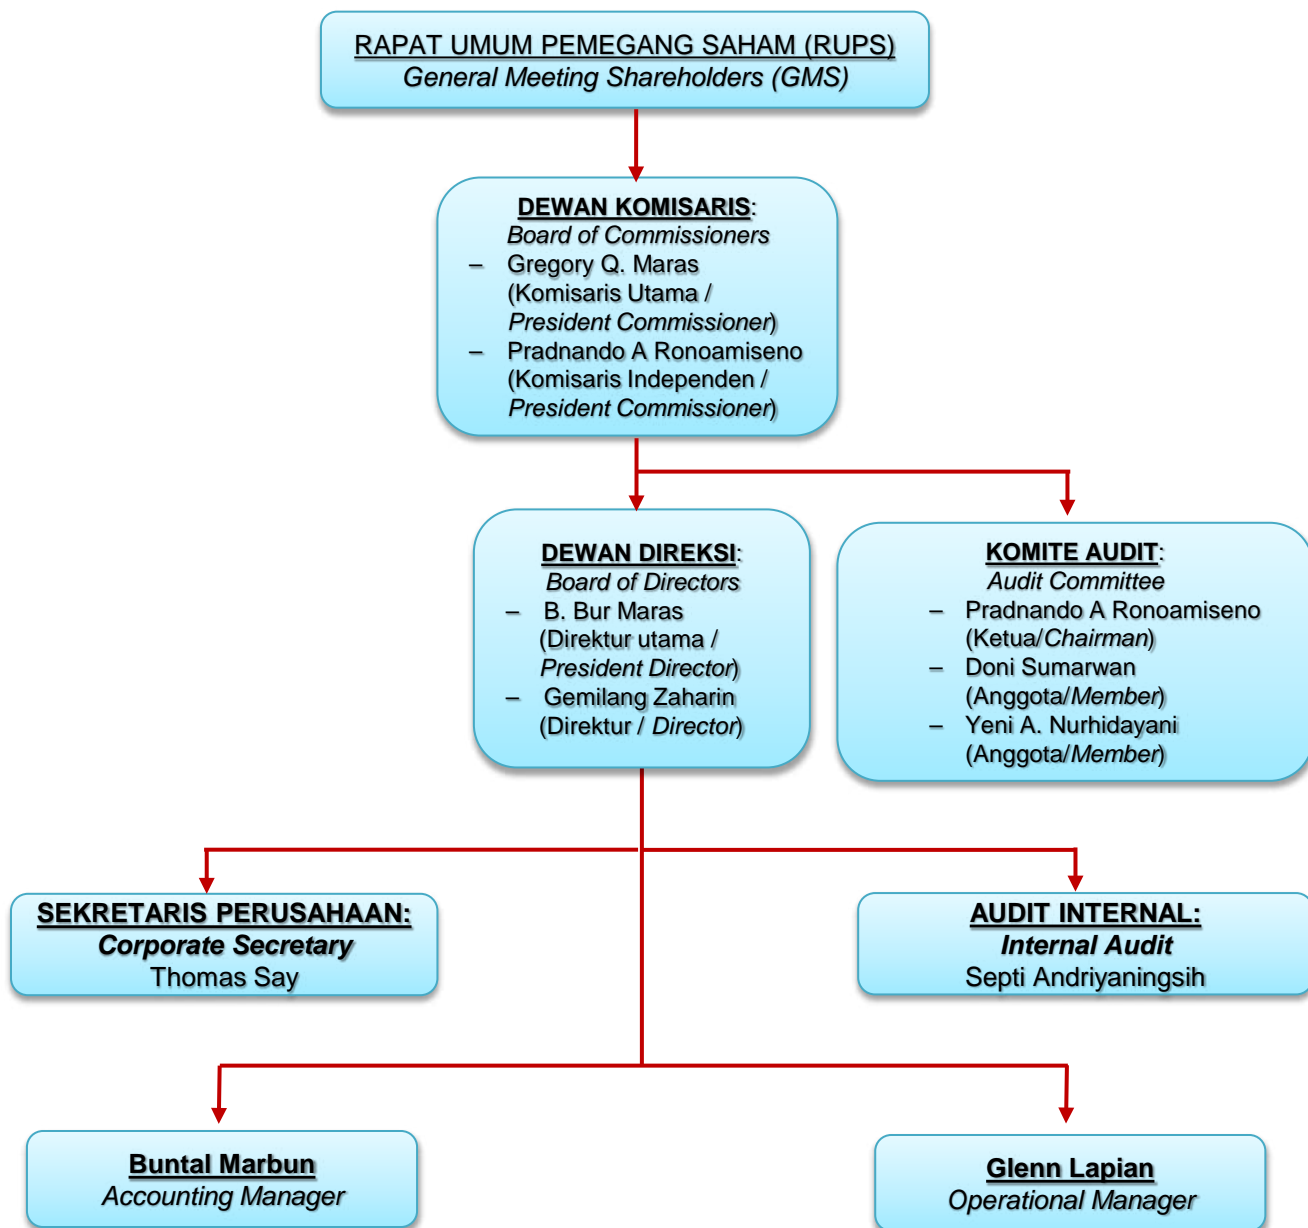 RAPAT UMUM PEMEGANG SAHAM (RUPS)
General Meeting Shareholders (GMS)
DEWAN KOMISARIS:
Board of Commissioners
– Gregory Q. Maras
(Komisaris Utama /
President Commissioner)
– Pradnando A Ronoamiseno
(Komisaris Independen /
President Commissioner)
DEWAN DIREKSI:
Board of Directors
– B. Bur Maras
(Direktur utama /
President Director)
– Gemilang Zaharin
(Direktur / Director)
KOMITE AUDIT:
Audit Committee
– Pradnando A Ronoamiseno
(Ketua/Chairman)
– Doni Sumarwan
(Anggota/Member)
– Yeni A. Nurhidayani
(Anggota/Member)
SEKRETARIS PERUSAHAAN:
Corporate Secretary
Thomas Say
AUDIT INTERNAL:
Internal Audit
Septi Andriyaningsih
Buntal Marbun
Accounting Manager
Glenn Lapian
Operational Manager